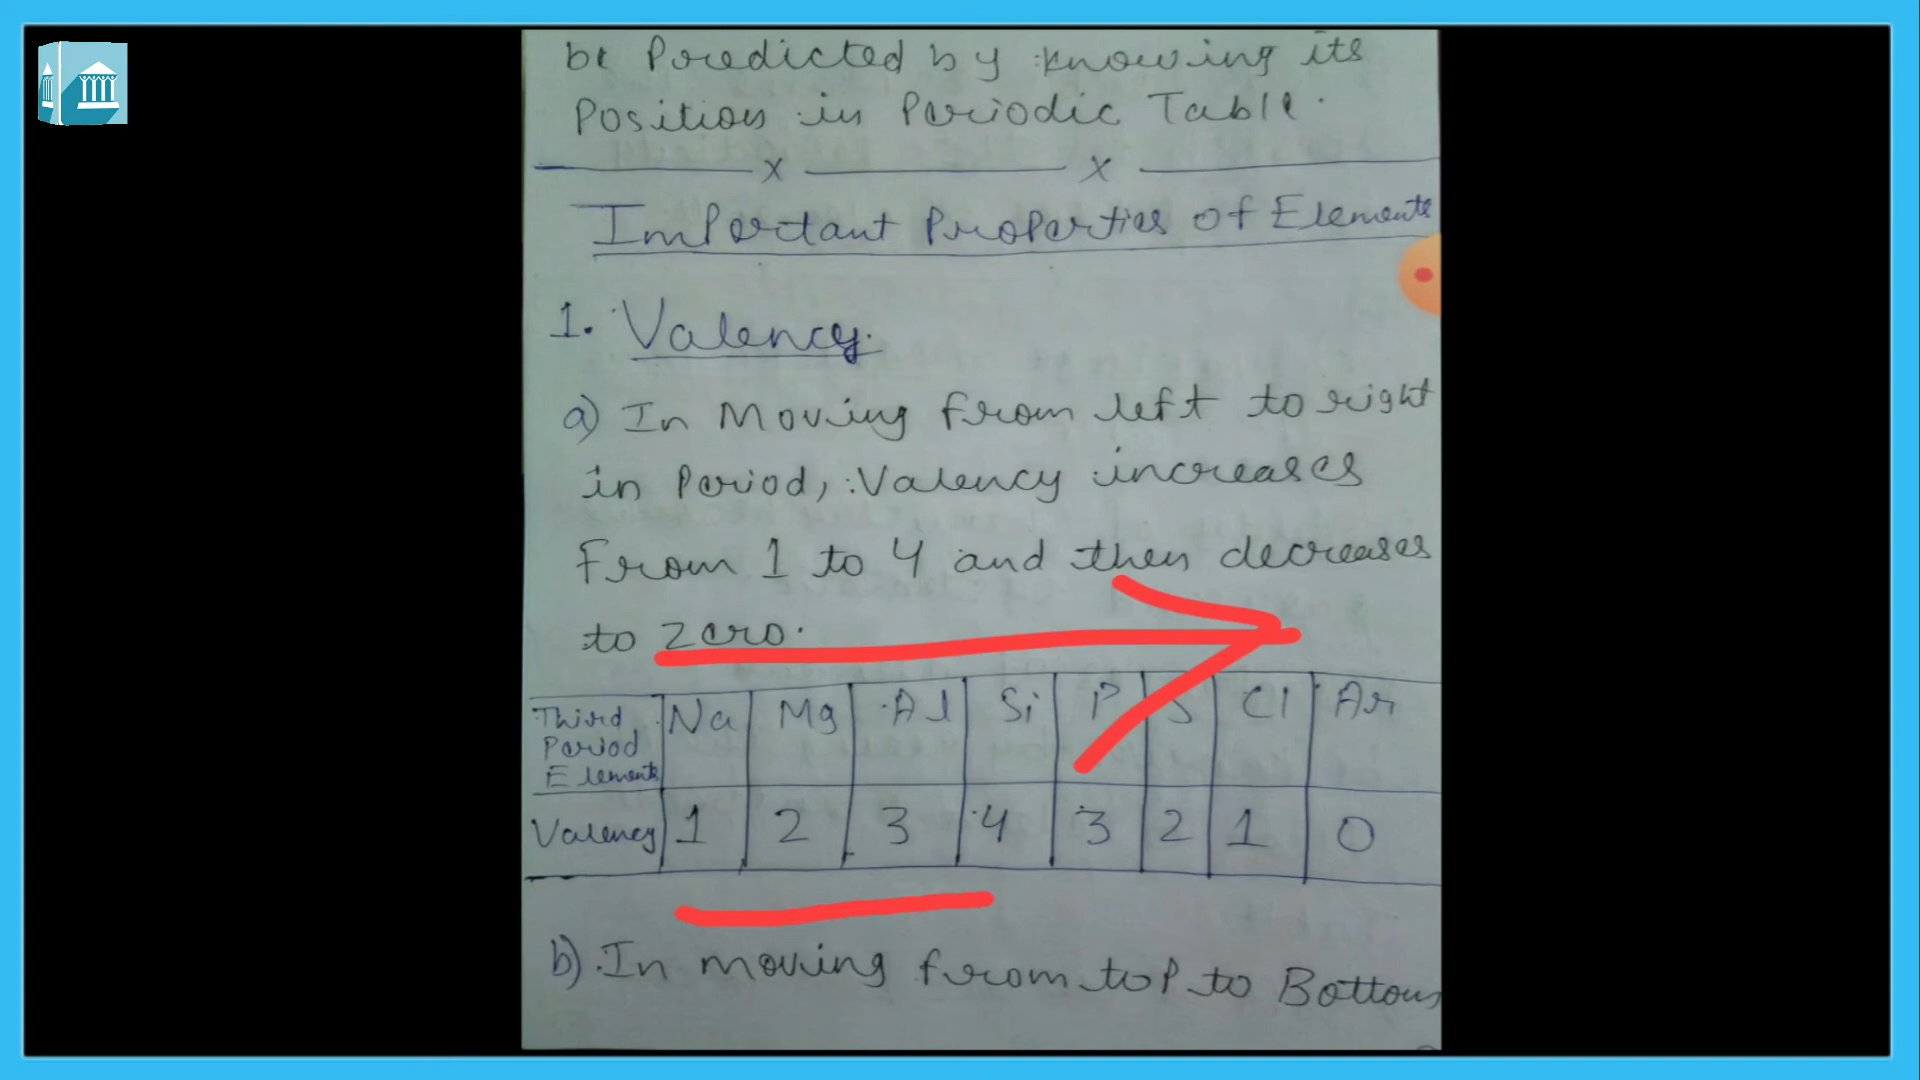 be Predicted by knowing its
Position in Periodic Table.
x x
Important Properties of Elements
1. Valency.
a) In Moving from left to right
in Period, Valency increases
From 1 to 4 and then decreases
to zero.
Third Period Elements Na Mg Al Si P S Cl Ar
Valency 1 2 3 4 3 2 1 0
b) In moving from top to Bottom